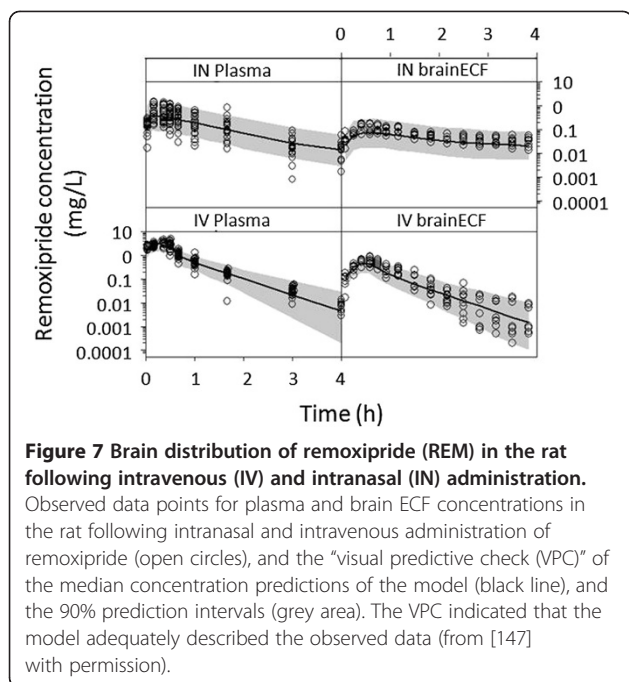 0 1 2 3 4
IN Plasma IN brainECF
10
0
0.1
0.01
0.001
0.0001
IV Plasma IV brainECF
10
0
0.1
0.01
0.001
0.0001
Remoxipride concentration
(mg/L)
0 1 2 3 4
Time (h)
Figure 7 Brain distribution of remoxipride (REM) in the rat
following intravenous (IV) and intranasal (IN) administration.
Observed data points for plasma and brain ECF concentrations in
the rat following intranasal and intravenous administration of
remoxipride (open circles), and the "visual predictive check (VPC)" of
the median concentration predictions of the model (black line), and
the 90% prediction intervals (grey area). The VPC indicated that the
model adequately described the observed data (from [147]
with permission).